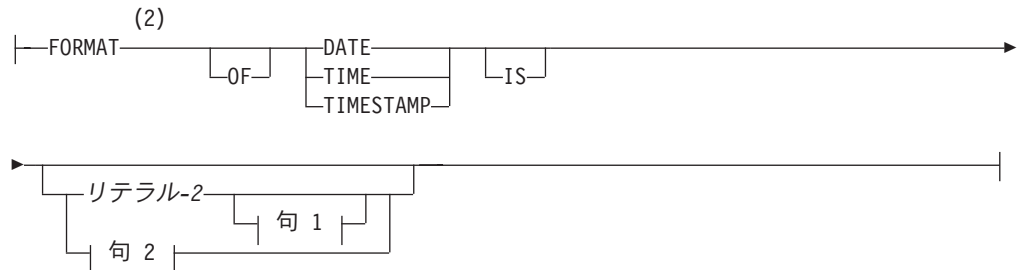 (2)
FORMAT DATE
OF TIME IS
TIMESTAMP
リテラル-2
句 1
句 2